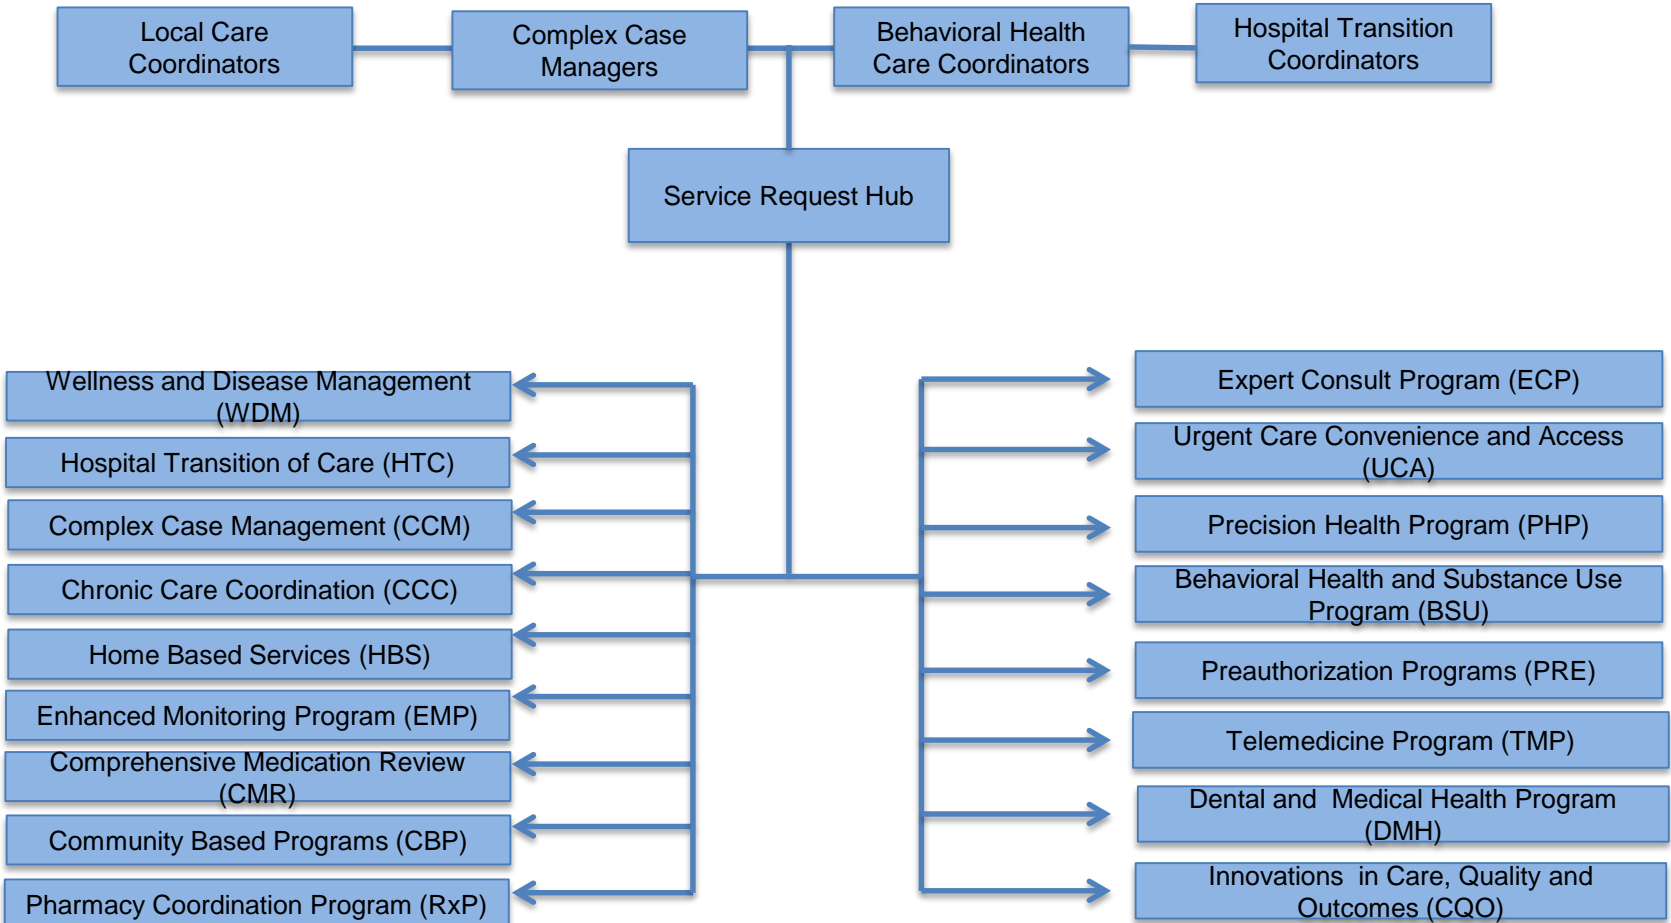 Local Care
Coordinators
Complex Case
Managers
Behavioral Health
Care Coordinators
Hospital Transition
Coordinators
Service Request Hub
Wellness and Disease Management
(WDM)
Hospital Transition of Care (HTC)
Complex Case Management (CCM)
Chronic Care Coordination (CCC)
Home Based Services (HBS)
Enhanced Monitoring Program (EMP)
Comprehensive Medication Review
(CMR)
Community Based Programs (CBP)
Pharmacy Coordination Program (RxP)
Expert Consult Program (ECP)
Urgent Care Convenience and Access
(UCA)
Precision Health Program (PHP)
Behavioral Health and Substance Use
Program (BSU)
Preauthorization Programs (PRE)
Telemedicine Program (TMP)
Dental and  Medical Health Program
(DMH)
Innovations  in Care, Quality and
Outcomes (CQO)